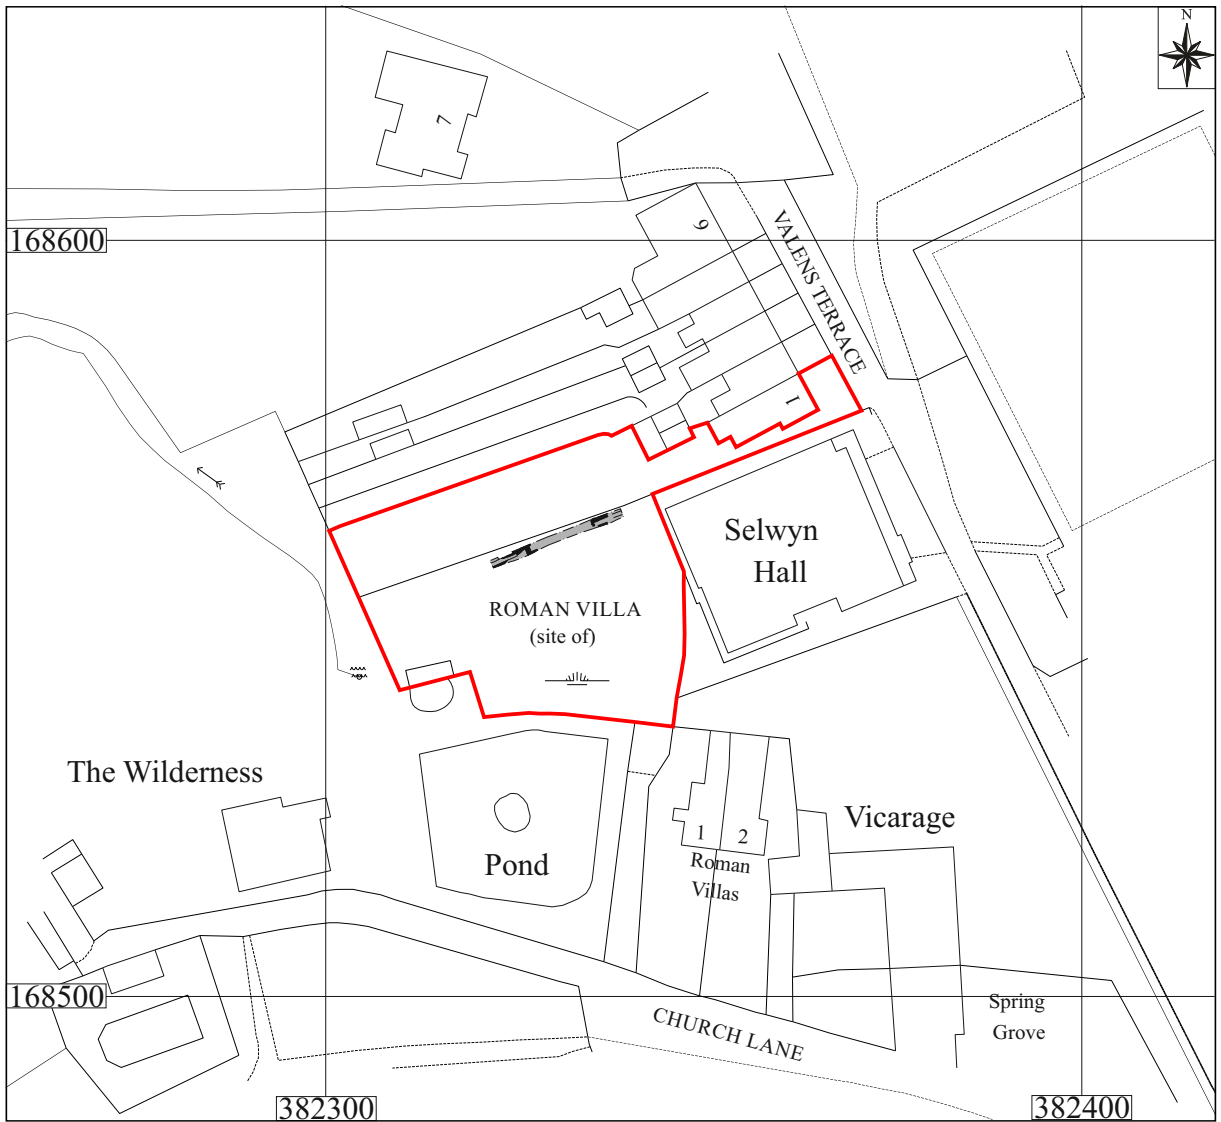 N
7
9
168600
VALENS TERRACE
1
Selwyn
Hall
ROMAN VILLA
(site of)
The Wilderness
Vicarage
1 2
Pond
Roman
Villas
168500
Spring
Grove
CHURCH LANE
382300
382400